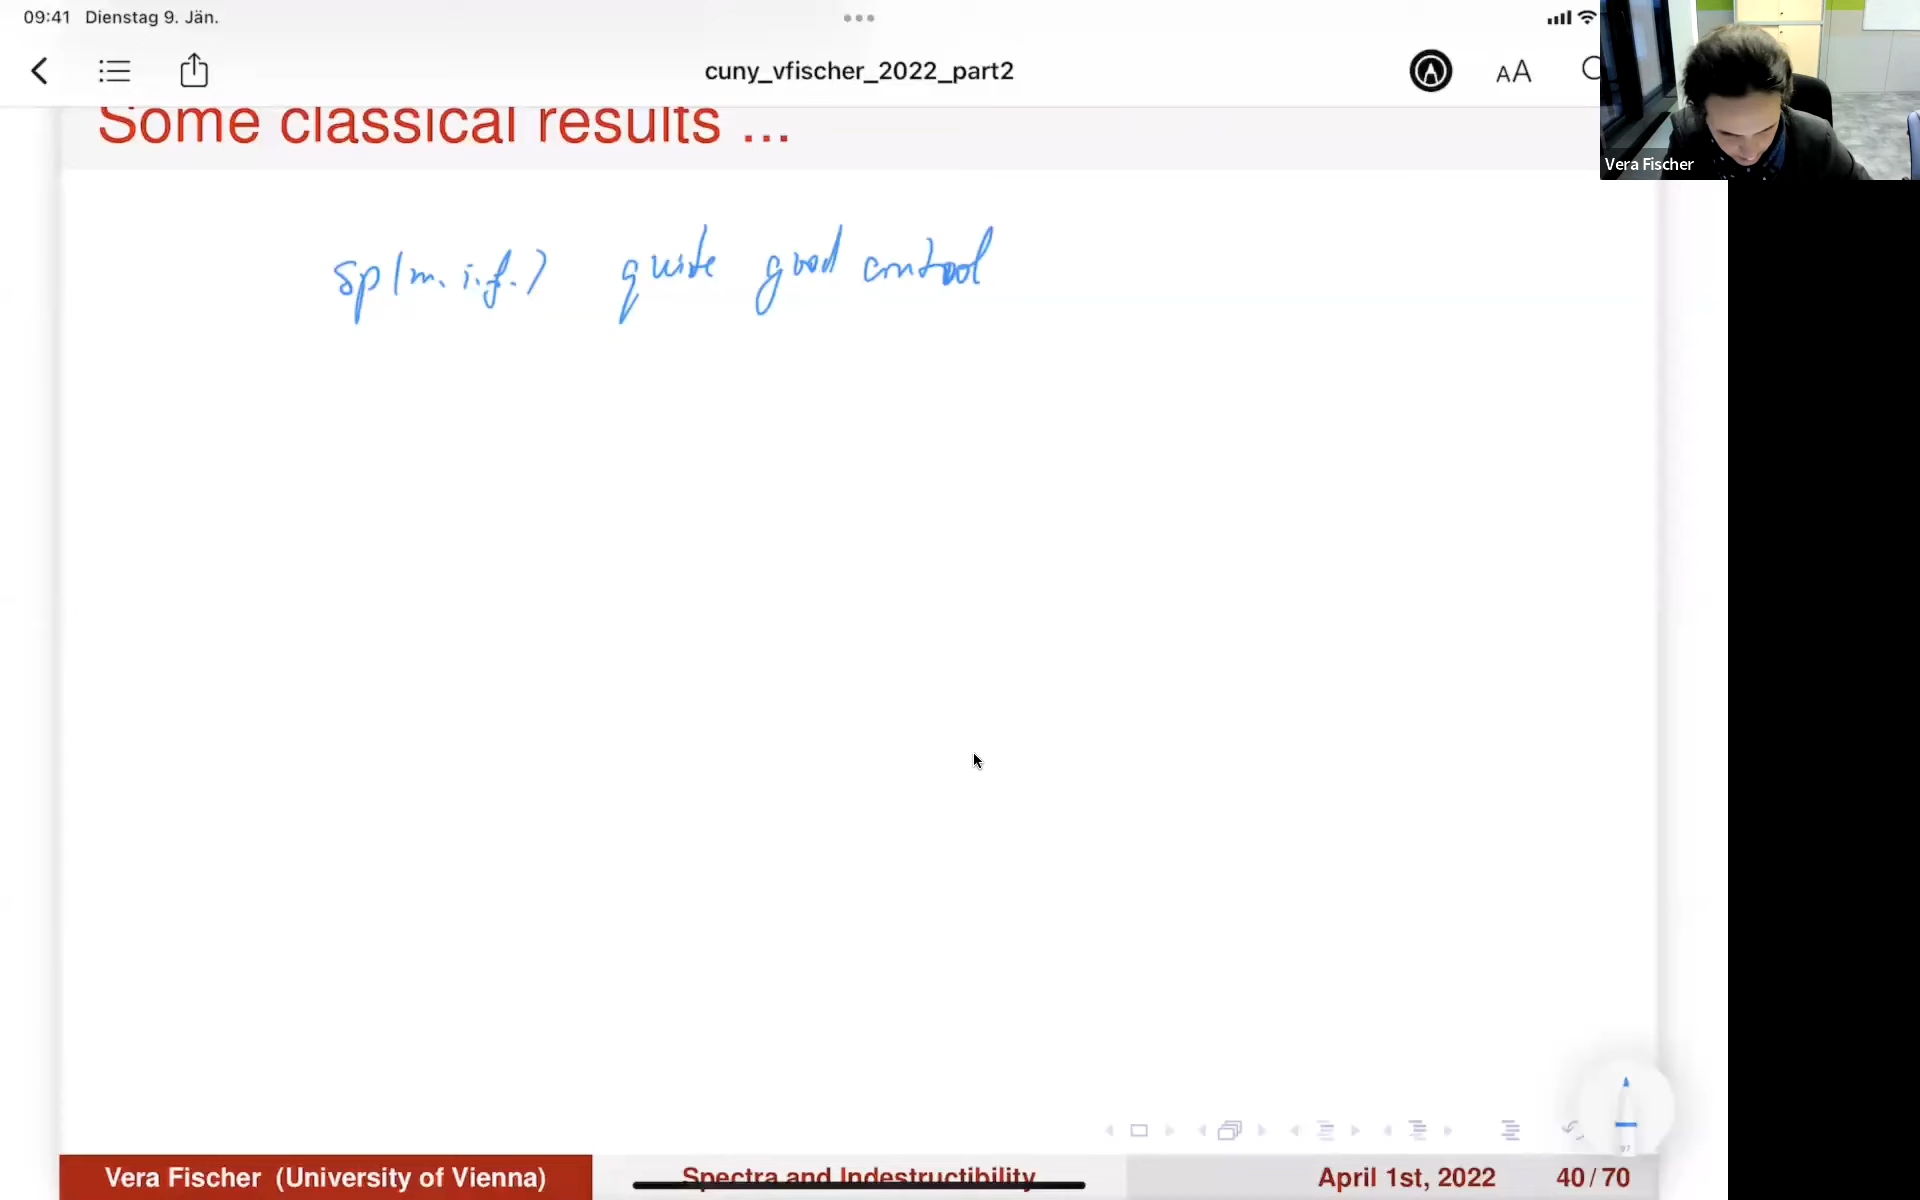 09:41 Dienstag 9. Jän.
cuny_vfischer_2022_part2
AA
Vera Fischer
Some classical results ...
sp(m.i.f.) quite good control
97
Vera Fischer (University of Vienna) Spectra and Indestructibility April 1st, 2022 40/70